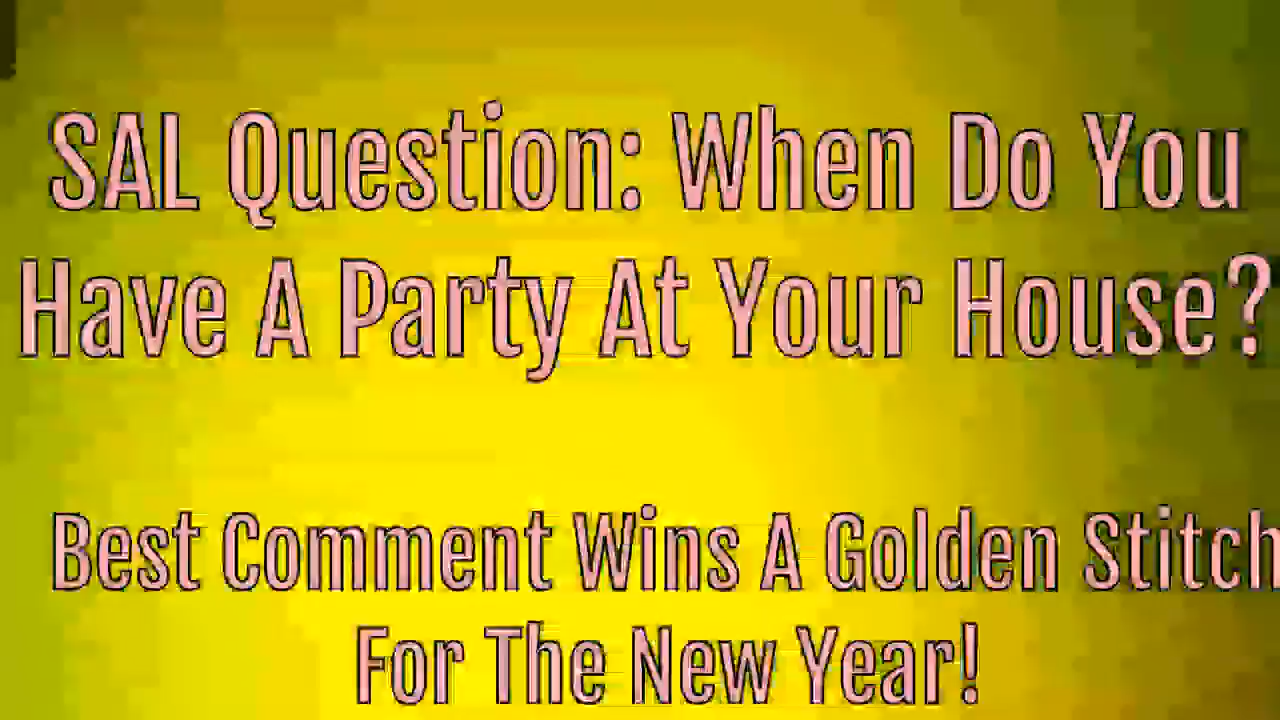 SAL Question: When Do You
Have A Party At Your House?
Best Comment Wins A Golden Stitch
For The New Year!